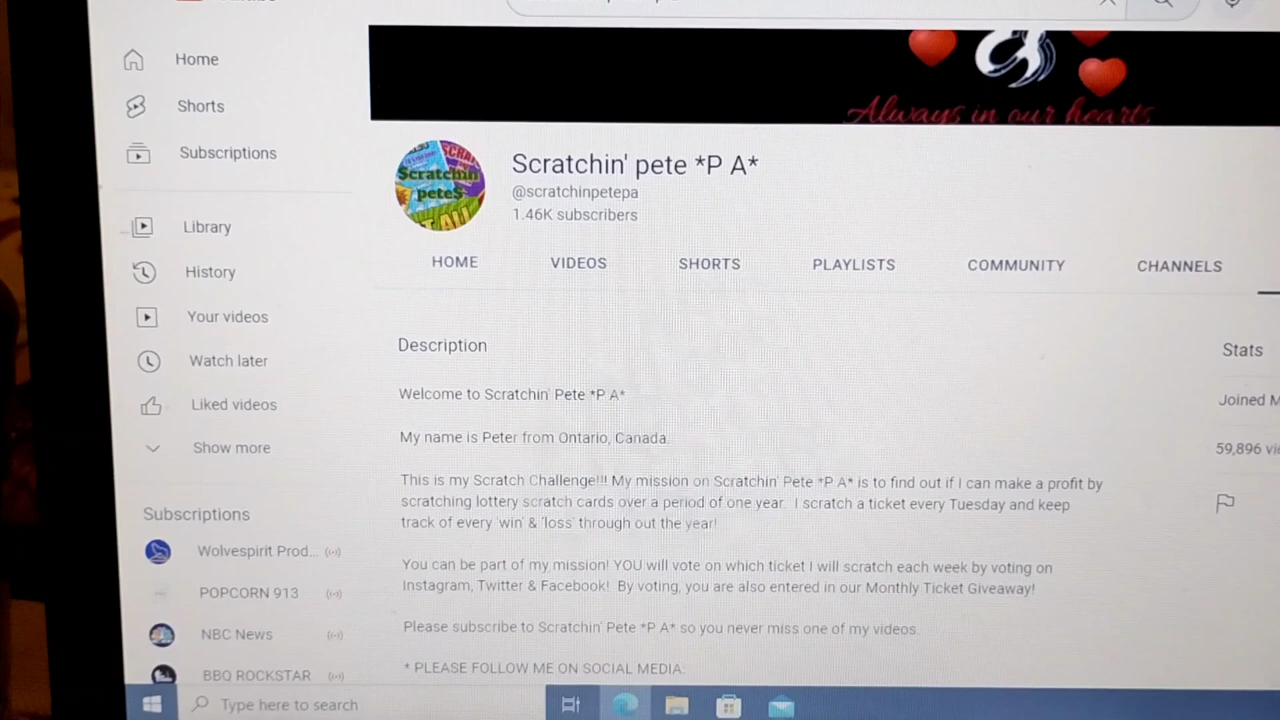 Home
Shorts
Subscriptions
Library
History
Your videos
Watch later
Liked videos
Show more
Subscriptions
Wolvespirit Prod...
POPCORN 913
NBC News
BBQ ROCKSTAR
Always in our hearts
Scratchin
pete$
Scratchin' pete *P A*
@scratchinpetepa
1.46K subscribers
HOME VIDEOS SHORTS PLAYLISTS COMMUNITY CHANNELS
Description
Welcome to Scratchin' Pete *P A*
My name is Peter from Ontario, Canada.
This is my Scratch Challenge!!! My mission on Scratchin' Pete *P A* is to find out if I can make a profit by
scratching lottery scratch cards over a period of one year. I scratch a ticket every Tuesday and keep
track of every 'win' & 'loss' through out the year!
You can be part of my mission! YOU will vote on which ticket I will scratch each week by voting on
Instagram, Twitter & Facebook! By voting, you are also entered in our Monthly Ticket Giveaway!
Please subscribe to Scratchin' Pete *P A* so you never miss one of my videos.
* PLEASE FOLLOW ME ON SOCIAL MEDIA:
Stats
Joined M
59,896 vi
Type here to search